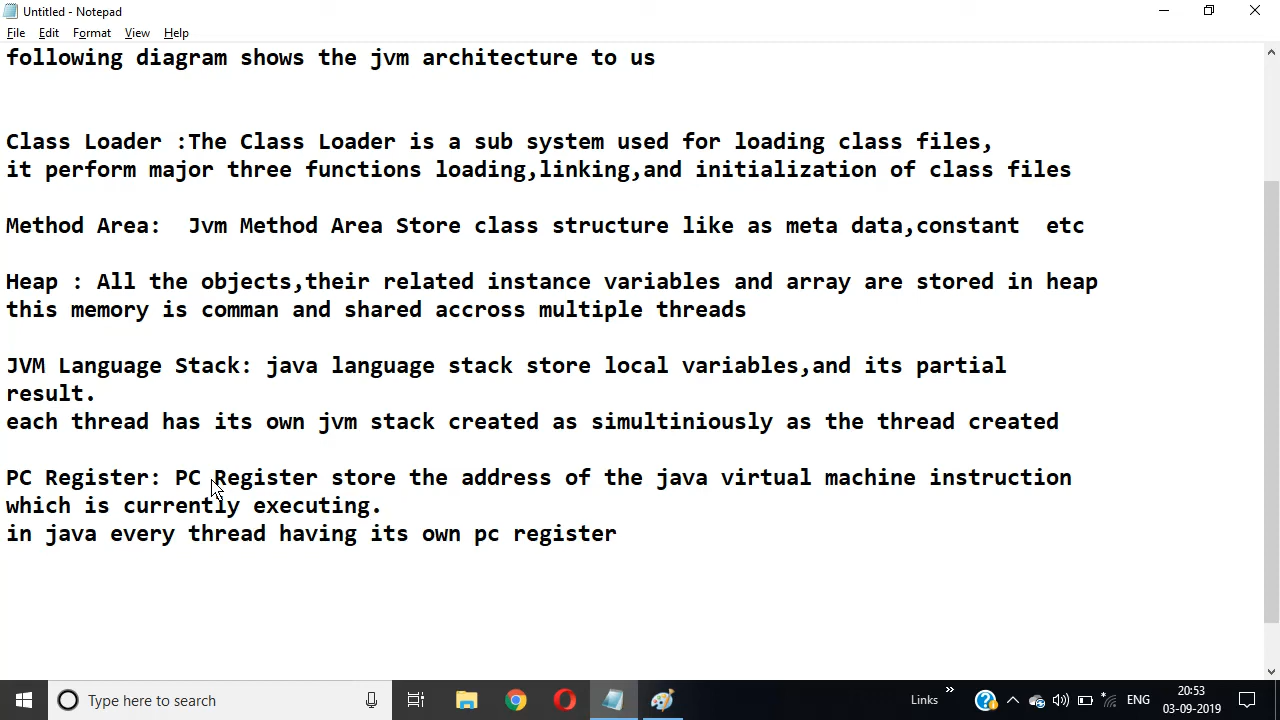 Untitled - Notepad
File Edit Format View Help
following diagram shows the jvm architecture to us
Class Loader :The Class Loader is a sub system used for loading class files,
it perform major three functions loading,linking,and initialization of class files
Method Area:  Jvm Method Area Store class structure like as meta data,constant  etc
Heap : All the objects,their related instance variables and array are stored in heap
this memory is comman and shared accross multiple threads
JVM Language Stack: java language stack store local variables,and its partial
result.
each thread has its own jvm stack created as simultiniously as the thread created
PC Register: PC Register store the address of the java virtual machine instruction
which is currently executing.
in java every thread having its own pc register
Type here to search
Links
ENG
20:53
03-09-2019